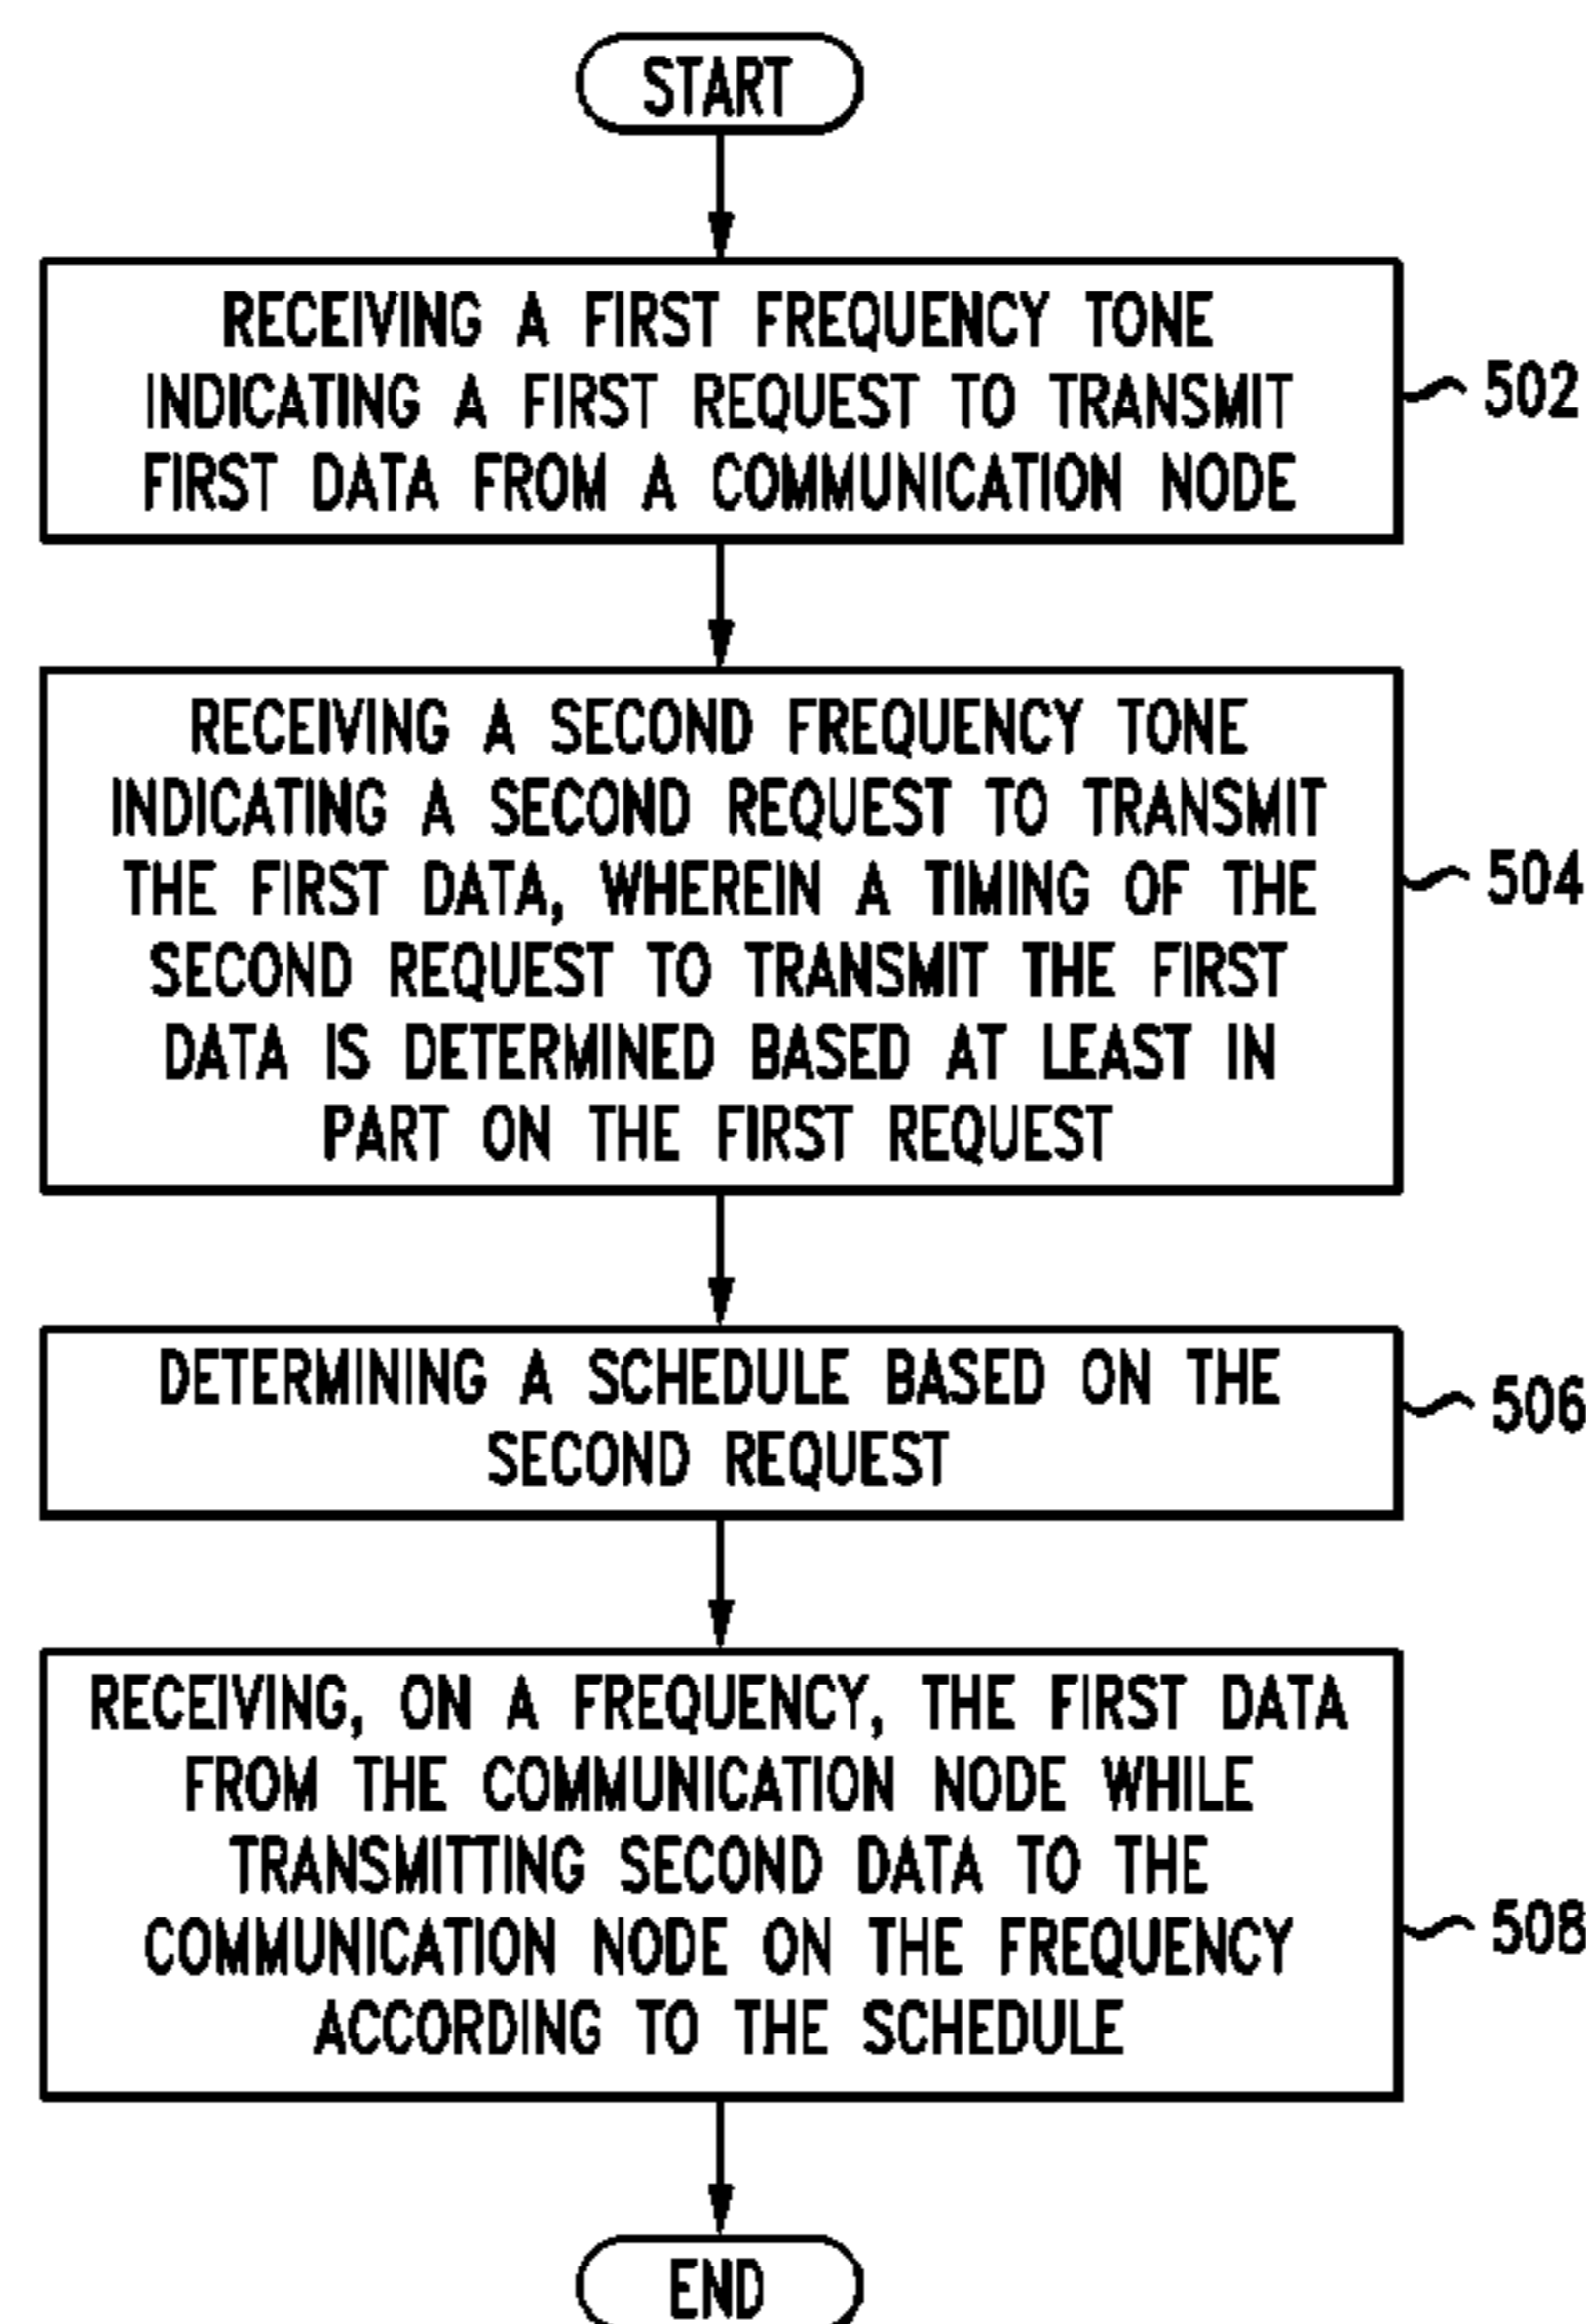 START
RECEIVING A FIRST FREQUENCY TONE
INDICATING A FIRST REQUEST TO TRANSMIT
FIRST DATA FROM A COMMUNICATION NODE
502
RECEIVING A SECOND FREQUENCY TONE
INDICATING A SECOND REQUEST TO TRANSMIT
THE FIRST DATA, WHEREIN A TIMING OF THE
SECOND REQUEST TO TRANSMIT THE FIRST
DATA IS DETERMINED BASED AT LEAST IN
PART ON THE FIRST REQUEST
504
DETERMINING A SCHEDULE BASED ON THE
SECOND REQUEST
506
RECEIVING, ON A FREQUENCY, THE FIRST DATA
FROM THE COMMUNICATION NODE WHILE
TRANSMITTING SECOND DATA TO THE
COMMUNICATION NODE ON THE FREQUENCY
ACCORDING TO THE SCHEDULE
508
END